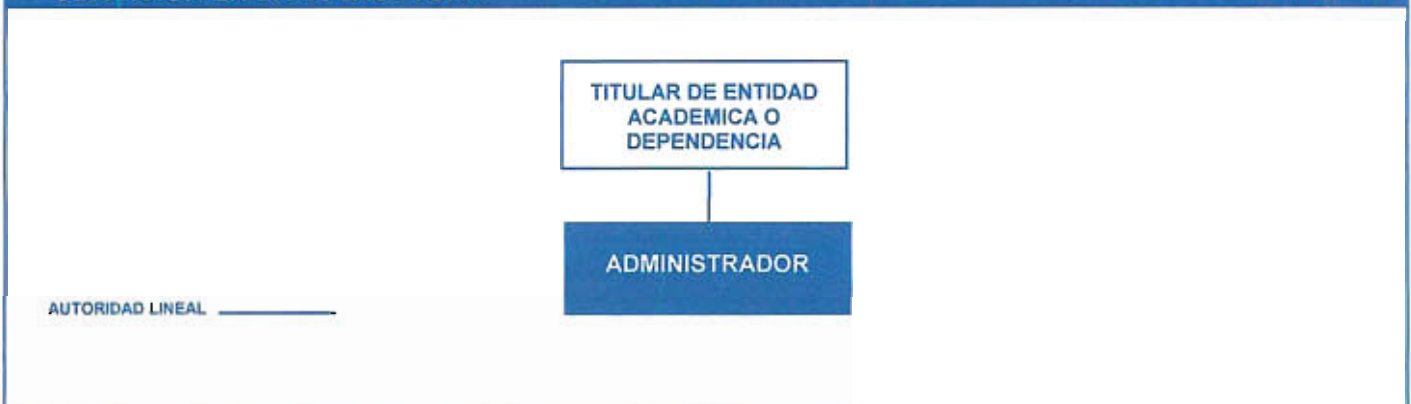 TITULAR DE ENTIDAD
ACADEMICA O
DEPENDENCIA
ADMINISTRADOR
AUTORIDAD LINEAL